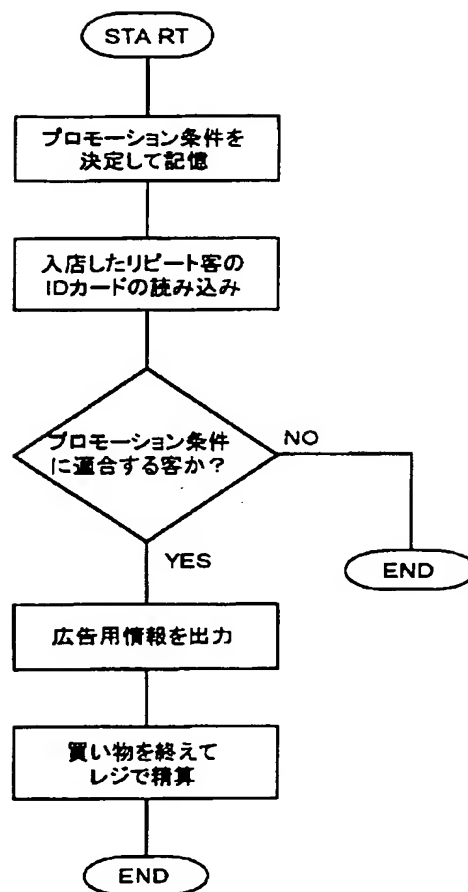 START
プロモーション条件を
決定して記憶
入店したリピート客の
IDカードの読み込み
プロモーション条件
に適合する客か？
NO
YES
END
広告用情報を出力
買い物を終えて
レジで精算
END